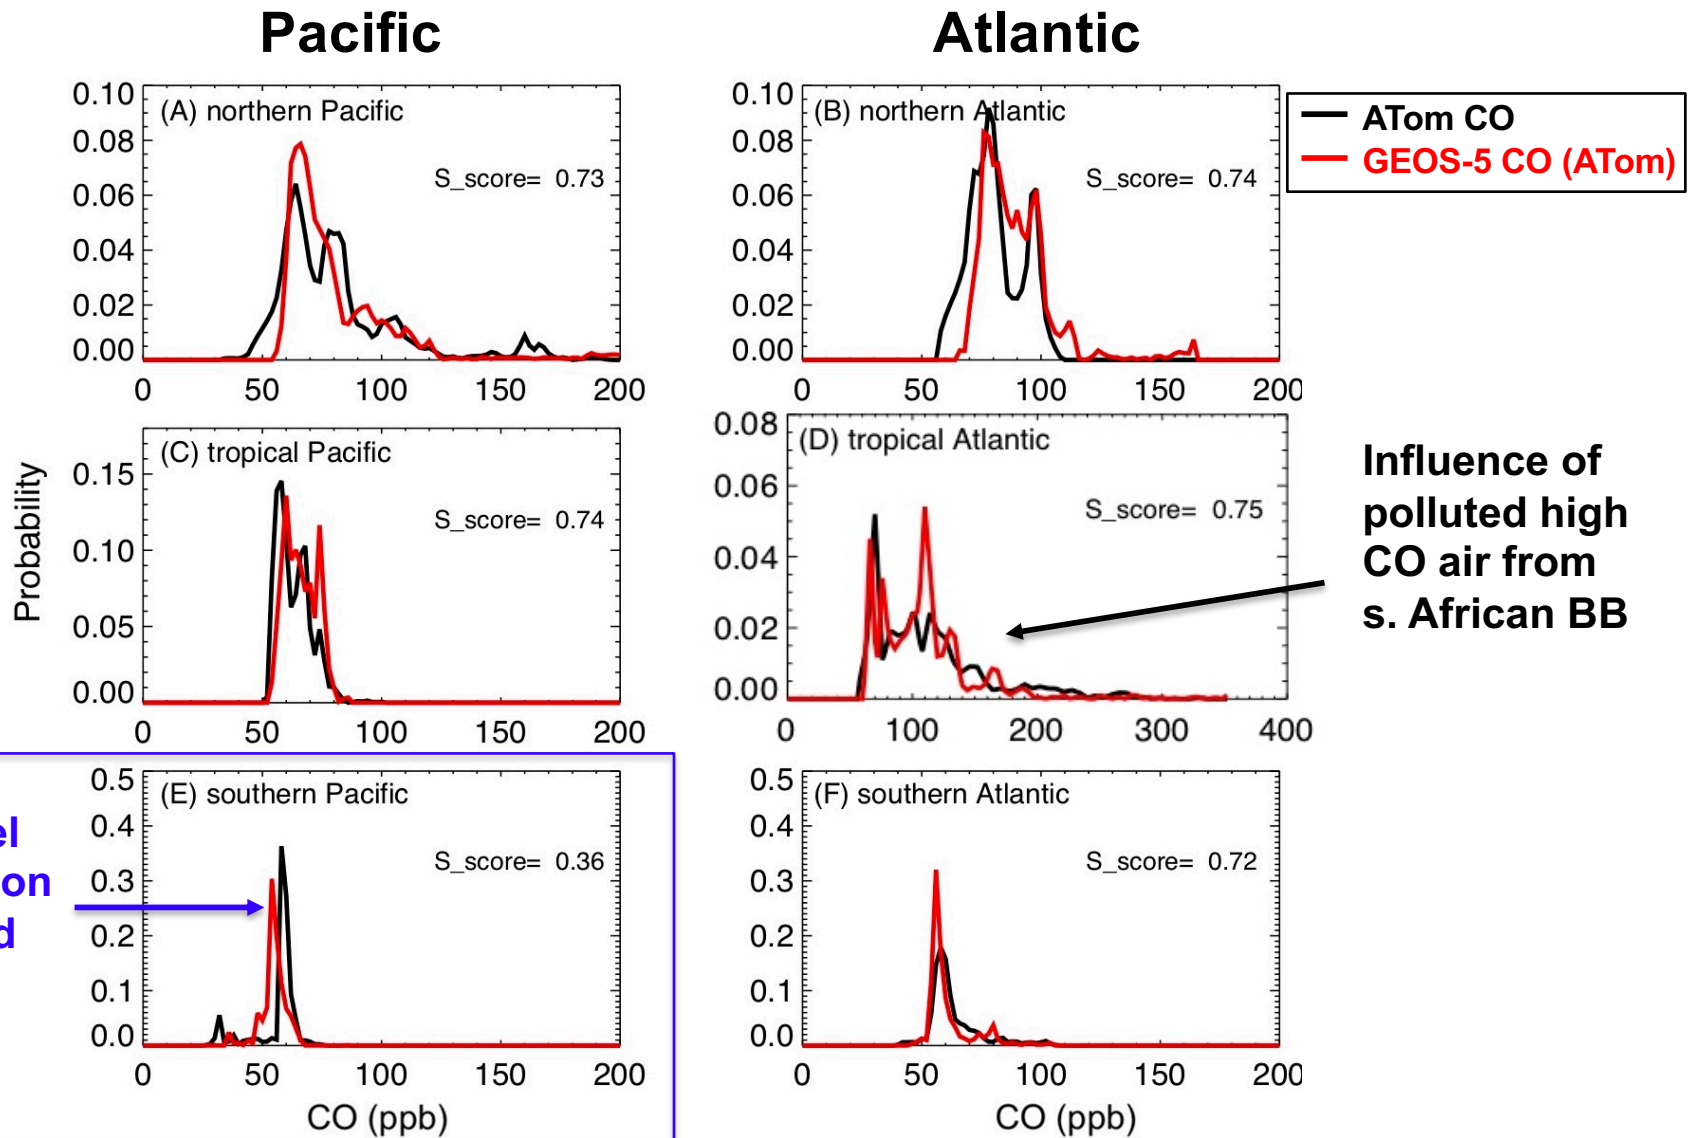 Pacific
Atlantic
ATom CO
GEOS-5 CO (ATom)
(A) northern Pacific
S_score= 0.73
0.10
0.08
0.06
0.04
0.02
0.00
0 50 100 150 200
(B) northern Atlantic
S_score= 0.74
0.10
0.08
0.06
0.04
0.02
0.00
0 50 100 150 200
Probability
(C) tropical Pacific
S_score= 0.74
0.15
0.10
0.05
0.00
0 50 100 150 200
(D) tropical Atlantic
S_score= 0.75
0.08
0.06
0.04
0.02
0.00
0 100 200 300 400
Influence of
polluted high
CO air from
s. African BB
(E) southern Pacific
S_score= 0.36
0.5
0.4
0.3
0.2
0.1
0.0
0 50 100 150 200
CO (ppb)
(F) southern Atlantic
S_score= 0.72
0.5
0.4
0.3
0.2
0.1
0.0
0 50 100 150 200
CO (ppb)